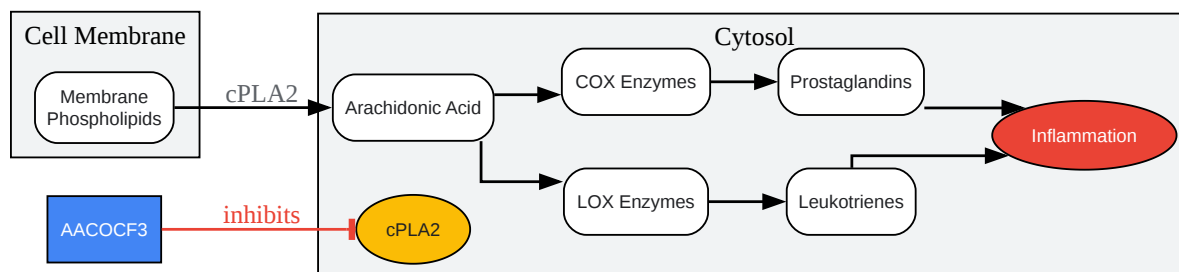 Cell Membrane
Membrane
Phospholipids
cPLA2
Cytosol
Arachidonic Acid
COX Enzymes
Prostaglandins
Inflammation
LOX Enzymes
Leukotrienes
AACOCF3
inhibits
cPLA2